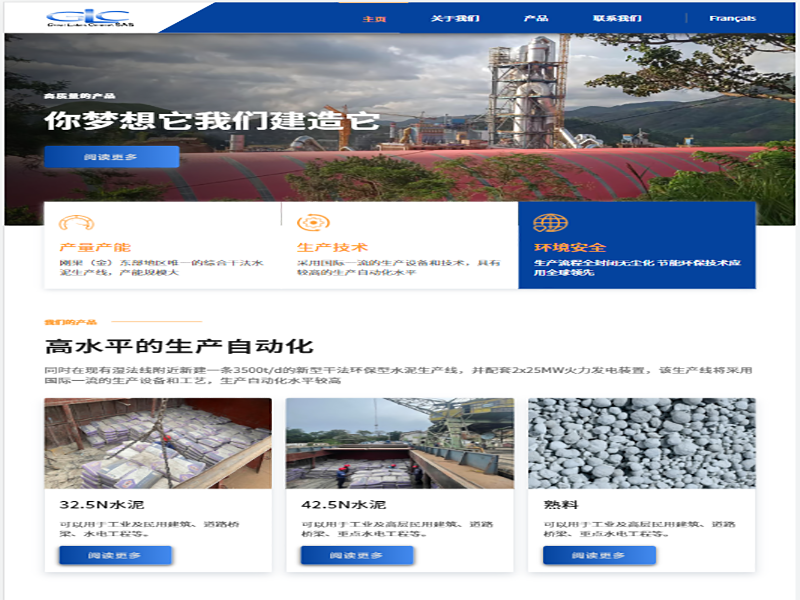 GLC
Great Lakes Cement SAS
主页
关于我们
产品
联系我们
Français
高质量的产品
你梦想它我们建造它
阅读更多
产量产能
刚果（金）东部地区唯一的综合干法水
泥生产线，产能规模大
生产技术
采用国际一流的生产设备和技术，具有
较高的生产自动化水平
环境安全
生产流程全封闭无尘化 节能环保技术应
用全球领先
我们的产品
高水平的生产自动化
同时在现有湿法线附近新建一条3500t/d的新型干法环保型水泥生产线，并配套2x25MW火力发电装置，该生产线将采用
国际一流的生产设备和工艺，生产自动化水平较高
32.5N水泥
可以用于工业及民用建筑、道路桥
梁、水电工程等。
阅读更多
42.5N水泥
可以用于工业及高层民用建筑、道路
桥梁、重点水电工程等。
阅读更多
熟料
可以用于工业及高层民用建筑、道路
桥梁、重点水电工程等。
阅读更多